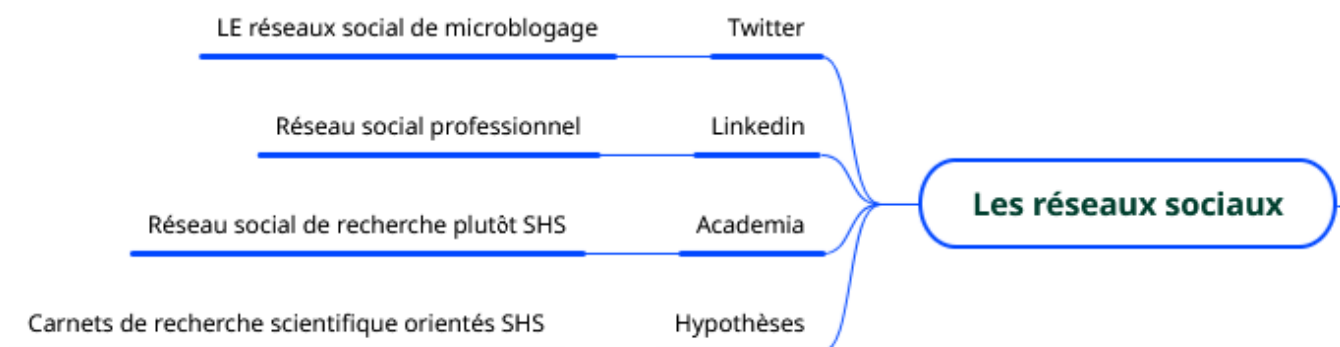 LE réseaux social de microblogage Twitter
Réseau social professionnel Linkedin
Les réseaux sociaux
Réseau social de recherche plutôt SHS Academia
Carnets de recherche scientifique orientés SHS Hypothèses